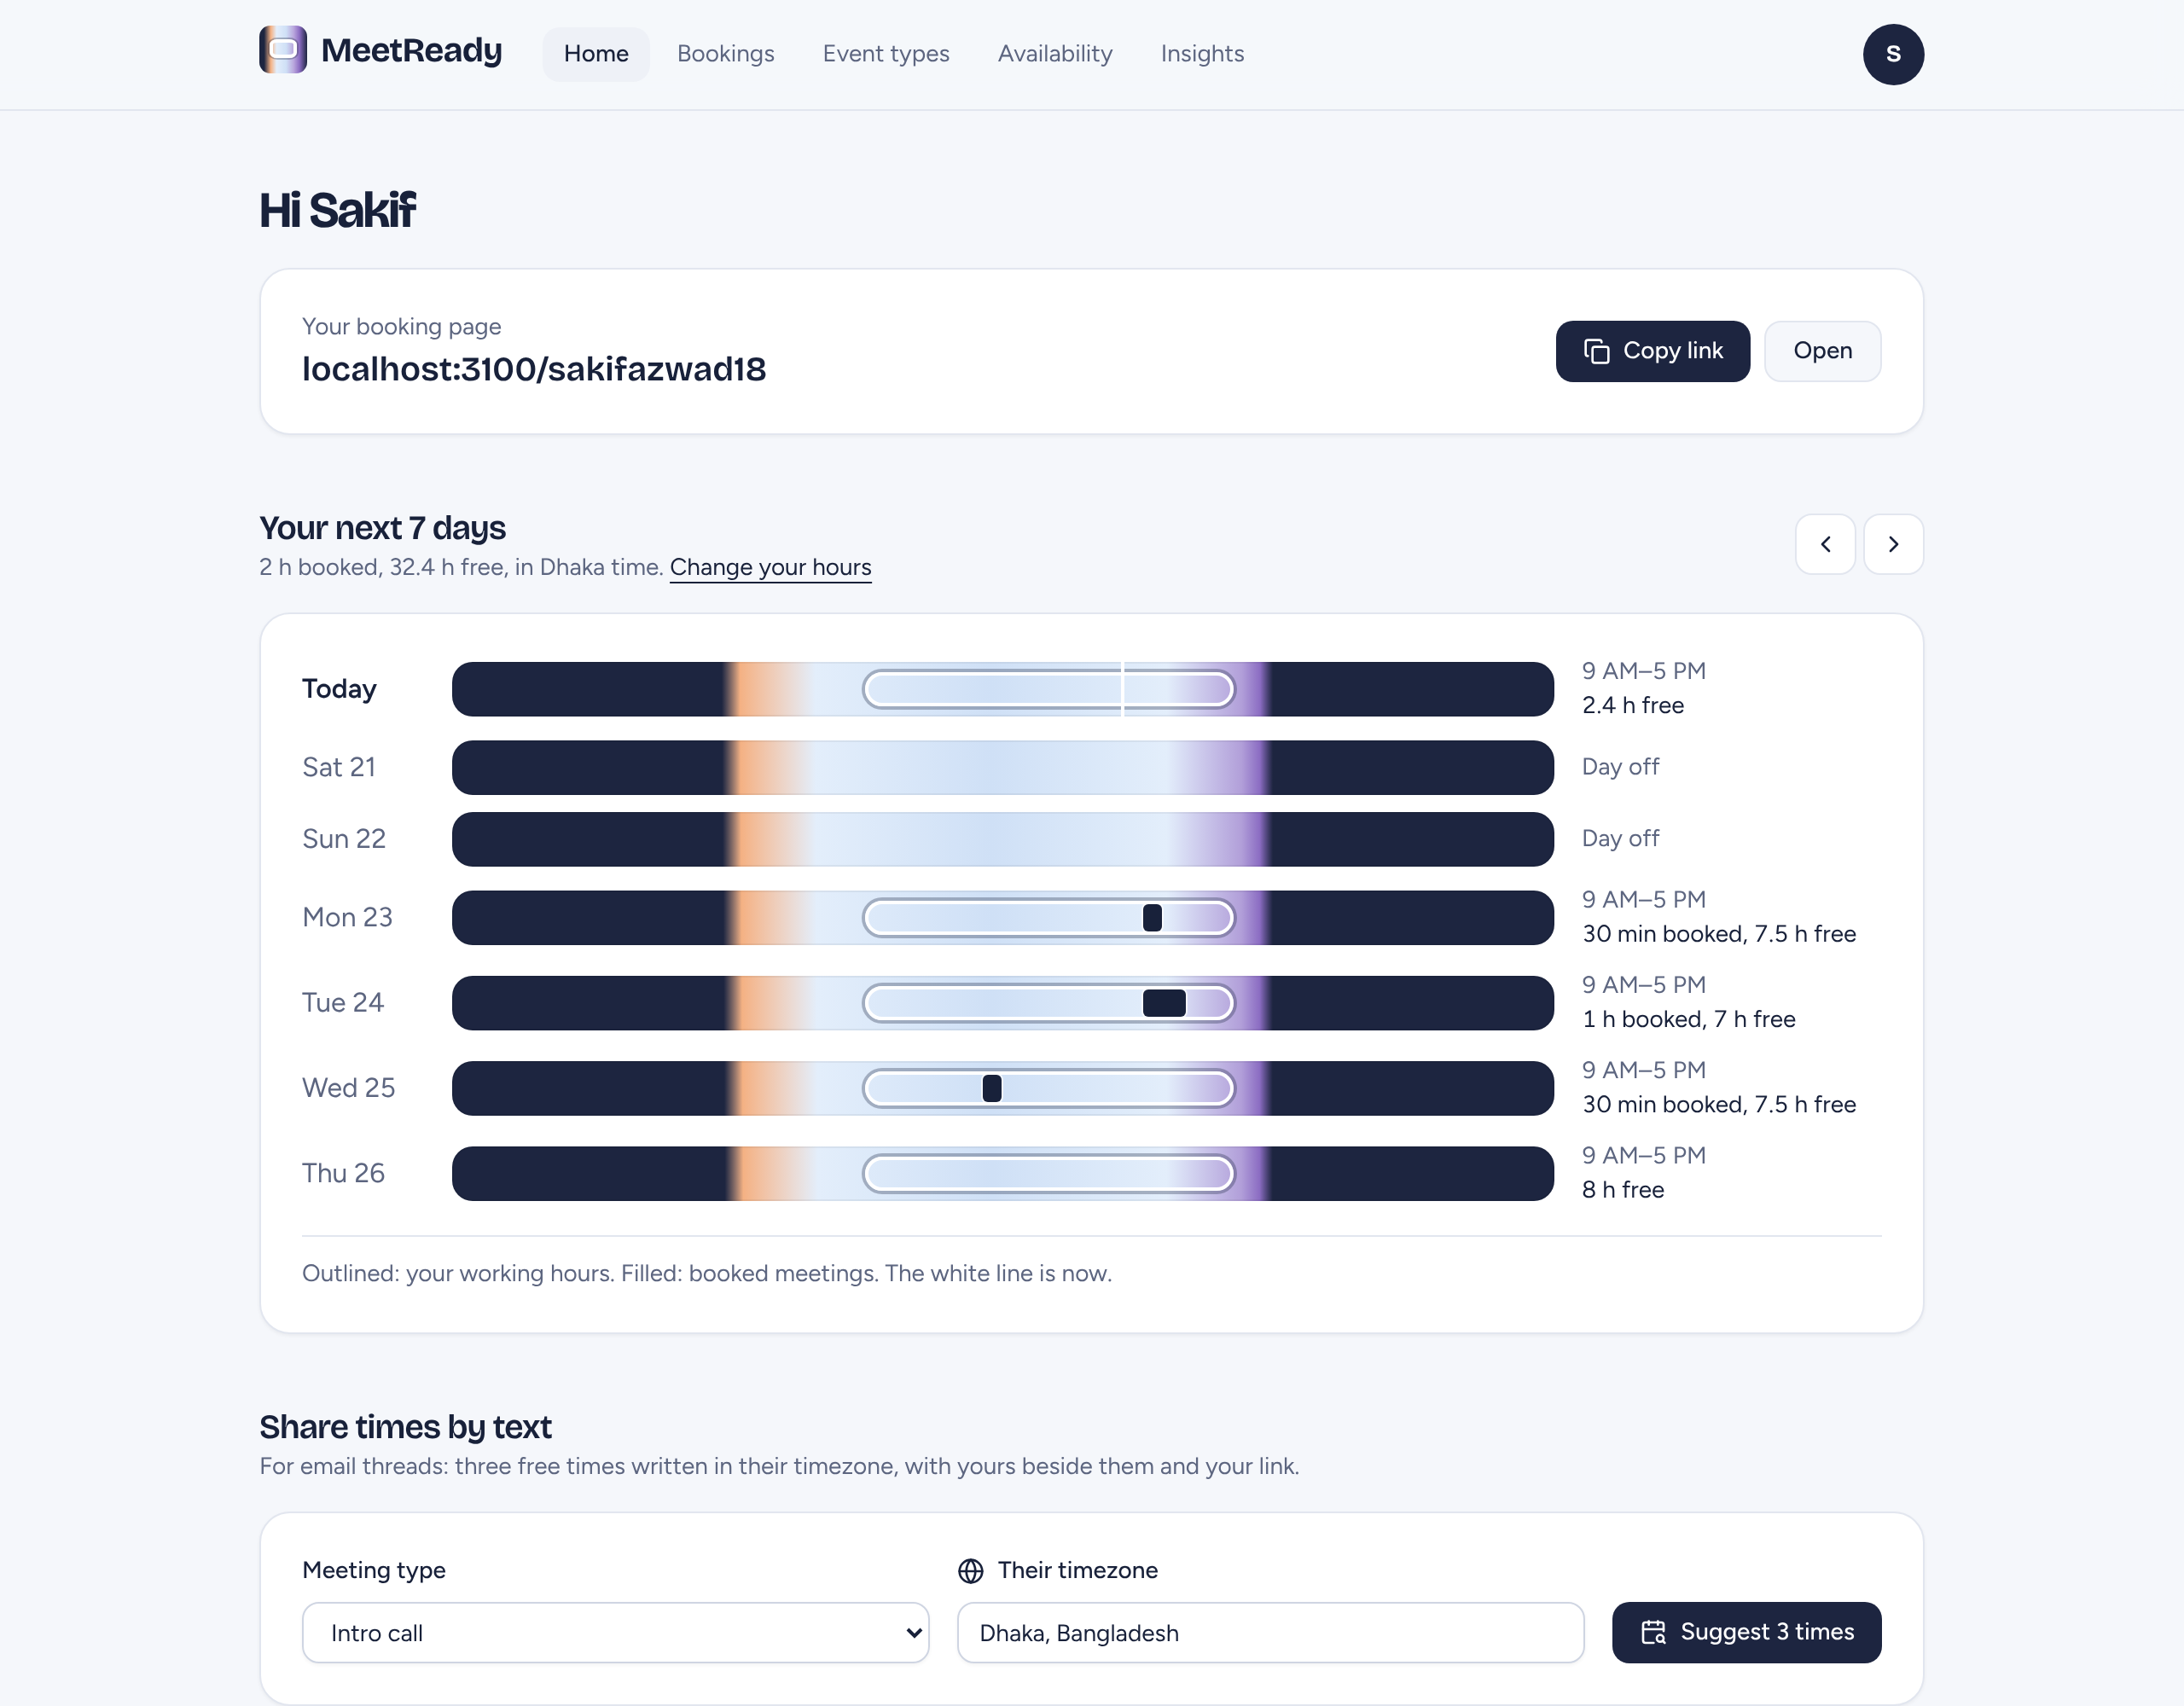 MeetReady
Home
Bookings
Event types
Availability
Insights
S
Hi Sakif
Your booking page
localhost:3100/sakifazwad18
Copy link
Open
Your next 7 days
2 h booked, 32.4 h free, in Dhaka time. Change your hours
Today
9 AM–5 PM
2.4 h free
Sat 21
Day off
Sun 22
Day off
Mon 23
9 AM–5 PM
30 min booked, 7.5 h free
Tue 24
9 AM–5 PM
1 h booked, 7 h free
Wed 25
9 AM–5 PM
30 min booked, 7.5 h free
Thu 26
9 AM–5 PM
8 h free
Outlined: your working hours. Filled: booked meetings. The white line is now.
Share times by text
For email threads: three free times written in their timezone, with yours beside them and your link.
Meeting type
Their timezone
Intro call
Dhaka, Bangladesh
Suggest 3 times